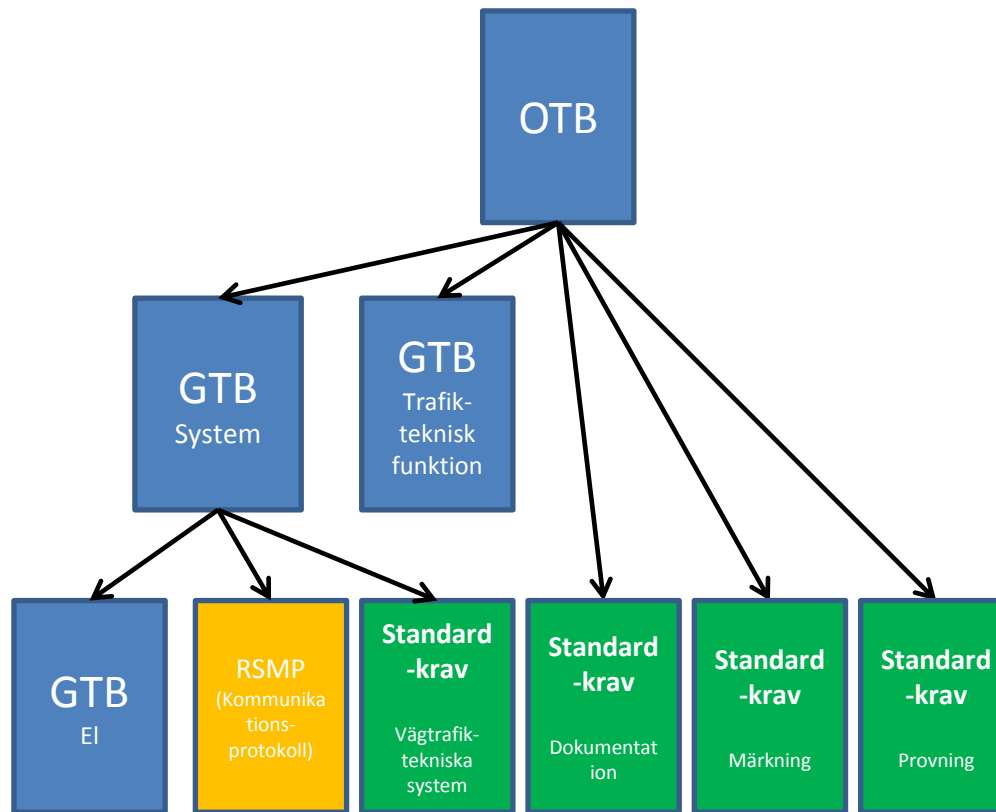 OTB
GTB
System
GTB
Trafik-
teknisk
funktion
GTB
El
RSMP
(Kommunika
tions-
protokoll)
Standard
-krav
Vägtrafik-
tekniska
system
Standard
-krav
Dokumentat
ion
Standard
-krav
Märkning
Standard
-krav
Provning